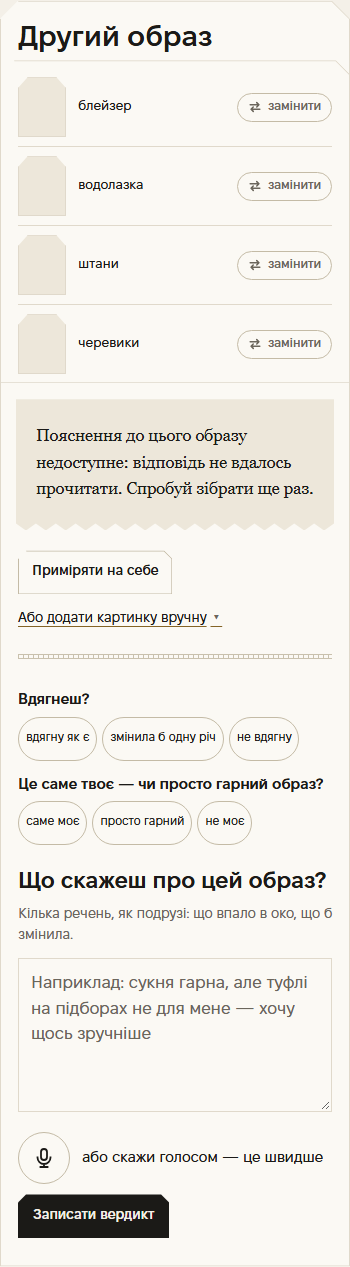 Другий образ
блейзер
замінити
водолазка
замінити
штани
замінити
черевики
замінити
Пояснення до цього образу
недоступне: відповідь не вдалось
прочитати. Спробуй зібрати ще раз.
Приміряти на себе
Або додати картинку вручну
Вдягнеш?
вдягну як є
змінила б одну річ
не вдягну
Це саме твоє — чи просто гарний образ?
саме моє
просто гарний
не моє
Що скажеш про цей образ?
Кілька речень, як подрузі: що впало в око, що б
змінила.
Наприклад: сукня гарна, але туфлі
на підборах не для мене — хочу
щось зручніше
або скажи голосом — це швидше
Записати вердикт